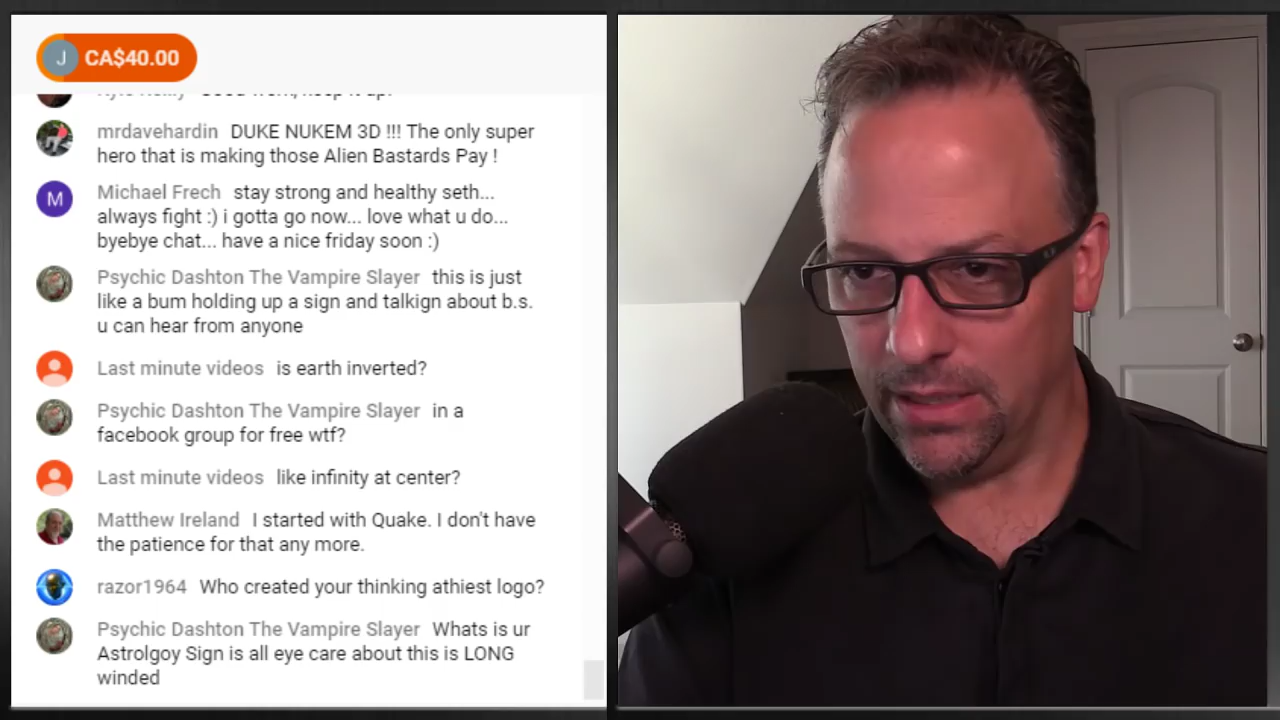 J CA$40.00
mrdavehardin DUKE NUKEM 3D !!! The only super
hero that is making those Alien Bastards Pay !
M Michael Frech stay strong and healthy seth...
always fight :) i gotta go now... love what u do...
byebye chat... have a nice friday soon :)
Psychic Dashton The Vampire Slayer this is just
like a bum holding up a sign and talkign about b.s.
u can hear from anyone
Last minute videos is earth inverted?
Psychic Dashton The Vampire Slayer in a
facebook group for free wtf?
Last minute videos like infinity at center?
Matthew Ireland I started with Quake. I don't have
the patience for that any more.
razor1964 Who created your thinking athiest logo?
Psychic Dashton The Vampire Slayer Whats is ur
Astrolgoy Sign is all eye care about this is LONG
winded